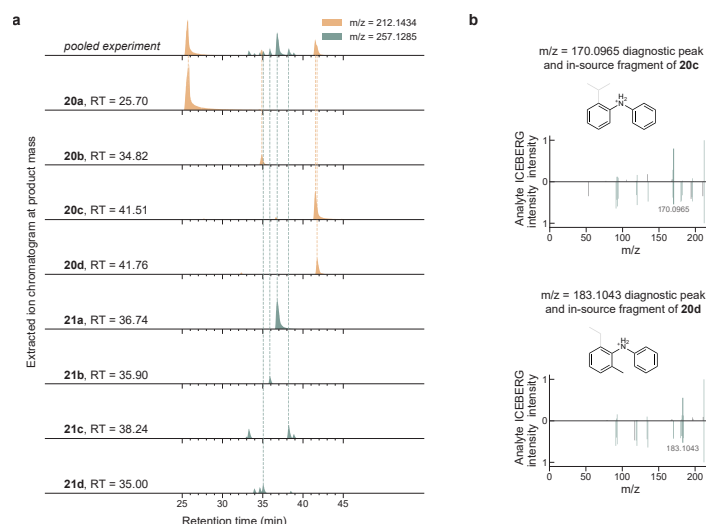 a
m/z = 212.1434
m/z = 257.1285
pooled experiment
20a, RT = 25.70
20b, RT = 34.82
20c, RT = 41.51
20d, RT = 41.76
21a, RT = 36.74
21b, RT = 35.90
21c, RT = 38.24
21d, RT = 35.00
Extracted ion chromatogram at product mass
25 30 35 40 45
Retention time (min)
b
m/z = 170.0965 diagnostic peak
and in-source fragment of 20c
H2
N
+
Analyte ICEBERG
intensity intensity
1
0
1
170.0965
0 50 100 150 200
m/z
m/z = 183.1043 diagnostic peak
and in-source fragment of 20d
H2
N
+
Analyte ICEBERG
intensity intensity
1
0
1
183.1043
0 50 100 150 200
m/z